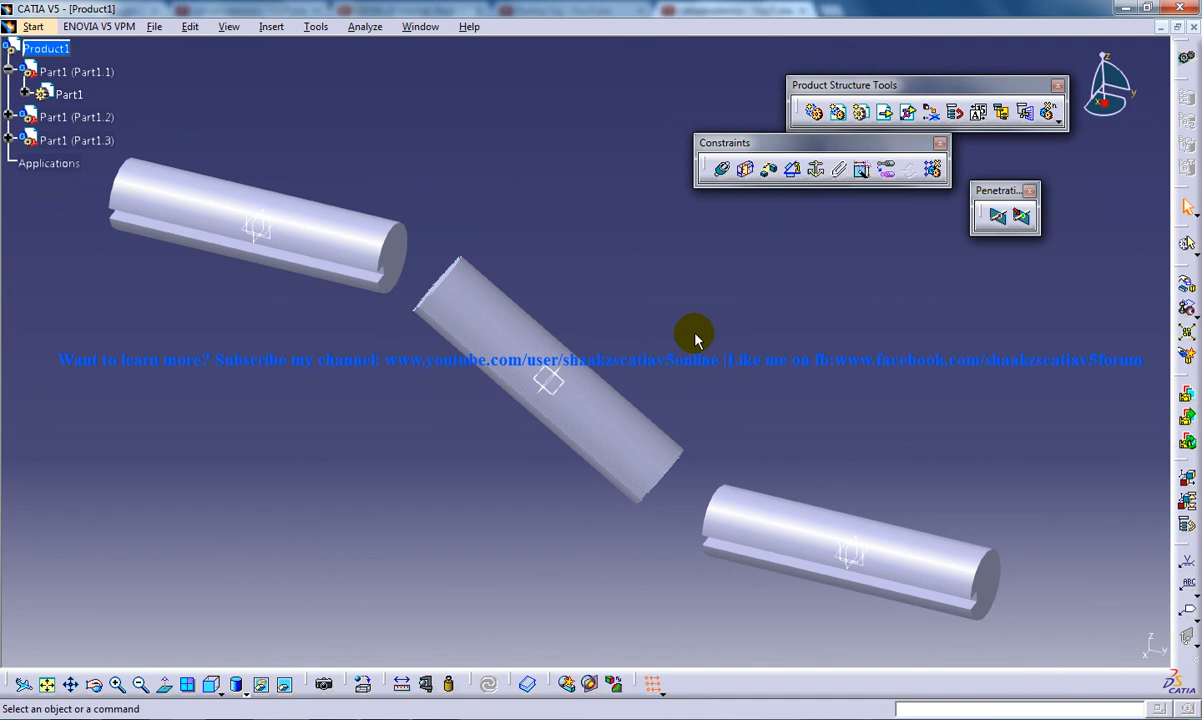 CATIA V5 - [Product1]
Start ENOVIA V5 VPM File Edit View Insert Tools Analyze Window Help
Product1
Part1 (Part1.1)
Part1
Part1 (Part1.2)
Part1 (Part1.3)
Applications
Product Structure Tools
Constraints
Penetrati...
z
y
x
Want to learn more? Subscribe my channel: www.youtube.com/user/shaakzscatiav5online |Like me on fb:www.facebook.com/shaakzscatiav5forum
ABC
z
x y
CATIA
Select an object or a command